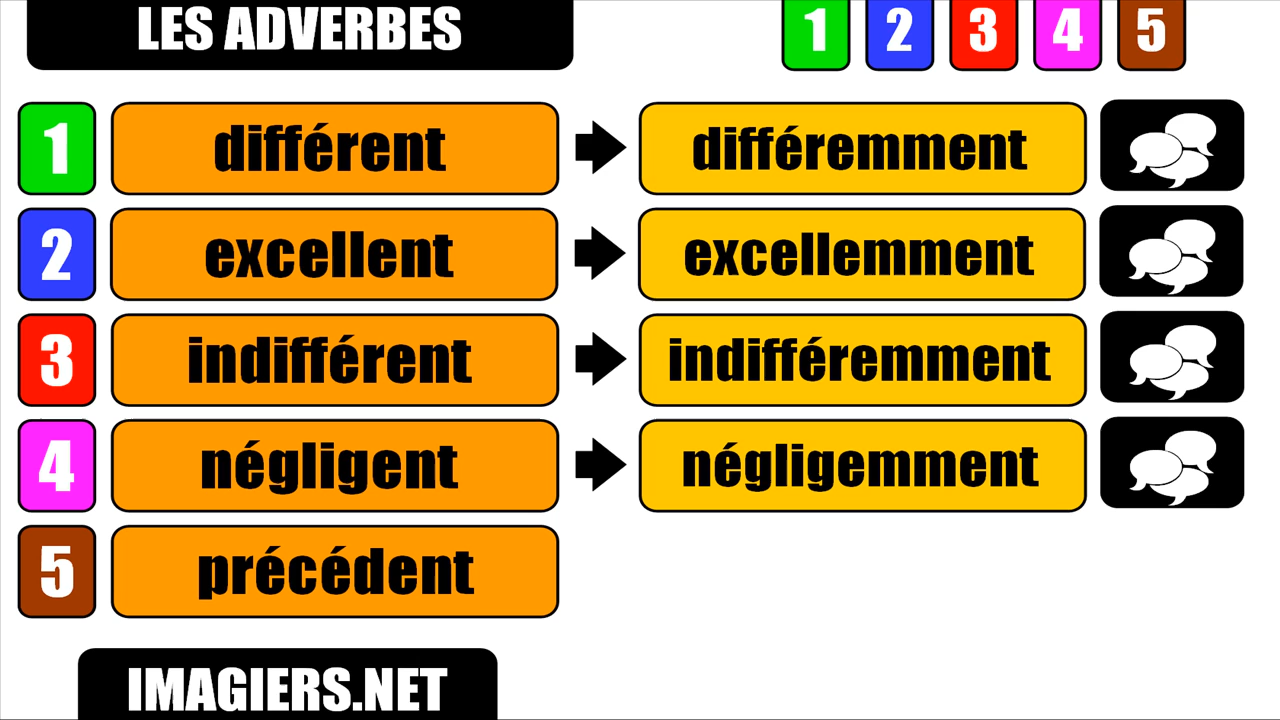 LES ADVERBES
1 2 3 4 5
1 différent différemment
2 excellent excellemment
3 indifférent indifféremment
4 négligent négligemment
5 précédent
IMAGIERS.NET